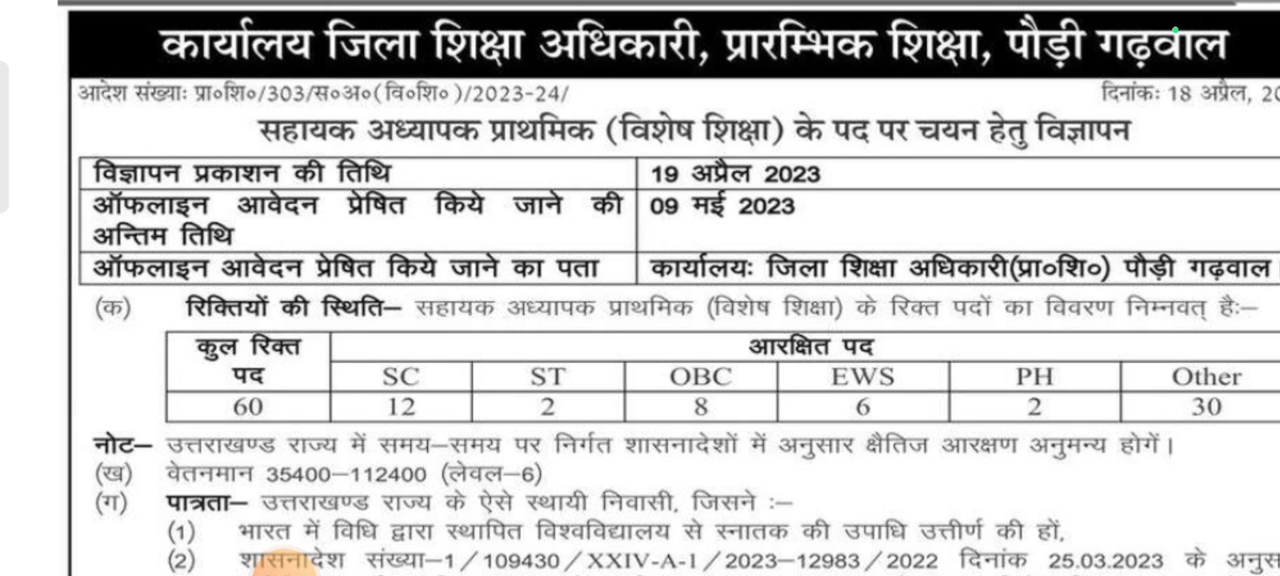 कार्यालय जिला शिक्षा अधिकारी, प्रारम्भिक शिक्षा, पौड़ी गढ़वाल
आदेश संख्याः प्रा०शि०/303/स०अ०(वि०शि०)/2023-24/ दिनांकः 18 अप्रैल, 20
सहायक अध्यापक प्राथमिक (विशेष शिक्षा) के पद पर चयन हेतु विज्ञापन
विज्ञापन प्रकाशन की तिथि 19 अप्रैल 2023
ऑफलाइन आवेदन प्रेषित किये जाने की 09 मई 2023
अन्तिम तिथि
ऑफलाइन आवेदन प्रेषित किये जाने का पता कार्यालयः जिला शिक्षा अधिकारी(प्रा०शि०) पौड़ी गढ़वाल
(क) रिक्तियों की स्थिति– सहायक अध्यापक प्राथमिक (विशेष शिक्षा) के रिक्त पदों का विवरण निम्नवत् हैः–
कुल रिक्त आरक्षित पद
पद SC ST OBC EWS PH Other
60 12 2 8 6 2 30
नोट– उत्तराखण्ड राज्य में समय–समय पर निर्गत शासनादेशों में अनुसार क्षैतिज आरक्षण अनुमन्य होगें।
(ख) वेतनमान 35400–112400 (लेवल–6)
(ग) पात्रता– उत्तराखण्ड राज्य के ऐसे स्थायी निवासी, जिसने :–
(1) भारत में विधि द्वारा स्थापित विश्वविद्यालय से स्नातक की उपाधि उत्तीर्ण की हों,
(2) शासनादेश संख्या–1/109430/XXIV-A-1/2023–12983/2022 दिनांक 25.03.2023 के